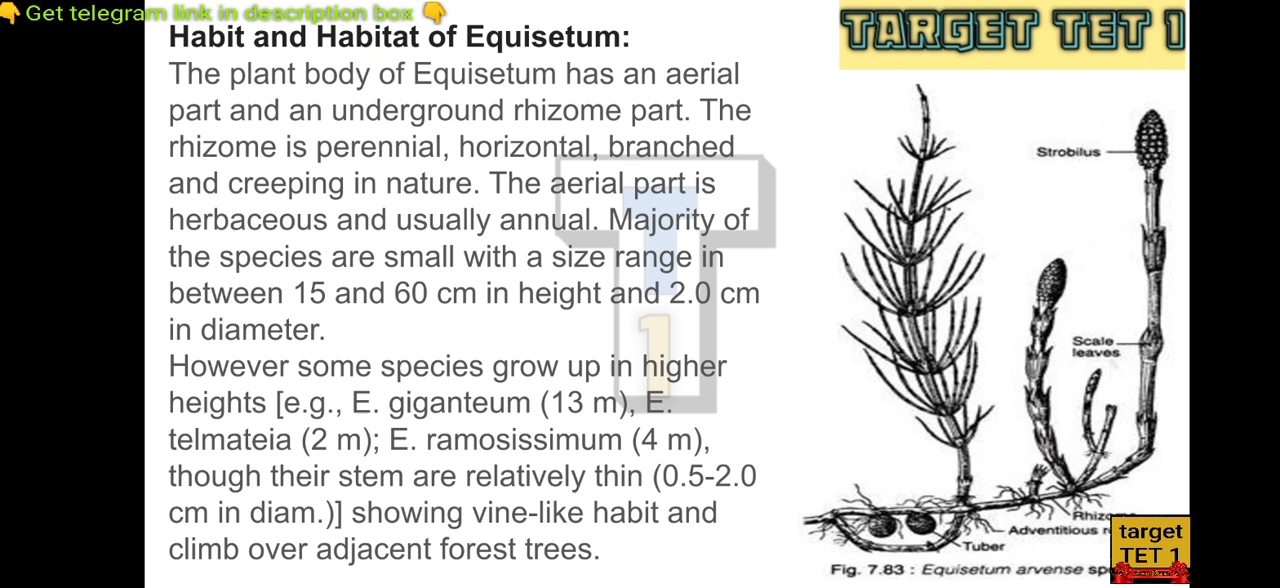 👇 Get telegram link in description box 👇
TARGET TET 1
Habit and Habitat of Equisetum:
The plant body of Equisetum has an aerial
part and an underground rhizome part. The
rhizome is perennial, horizontal, branched
and creeping in nature. The aerial part is
herbaceous and usually annual. Majority of
the species are small with a size range in
between 15 and 60 cm in height and 2.0 cm
in diameter.
However some species grow up in higher
heights [e.g., E. giganteum (13 m), E.
telmateia (2 m); E. ramosissimum (4 m),
though their stem are relatively thin (0.5-2.0
cm in diam.)] showing vine-like habit and
climb over adjacent forest trees.
T
1
Strobilus
Scale
leaves
Adventitious
Tuber
Fig. 7.83 : Equisetum arvense
target
TET 1